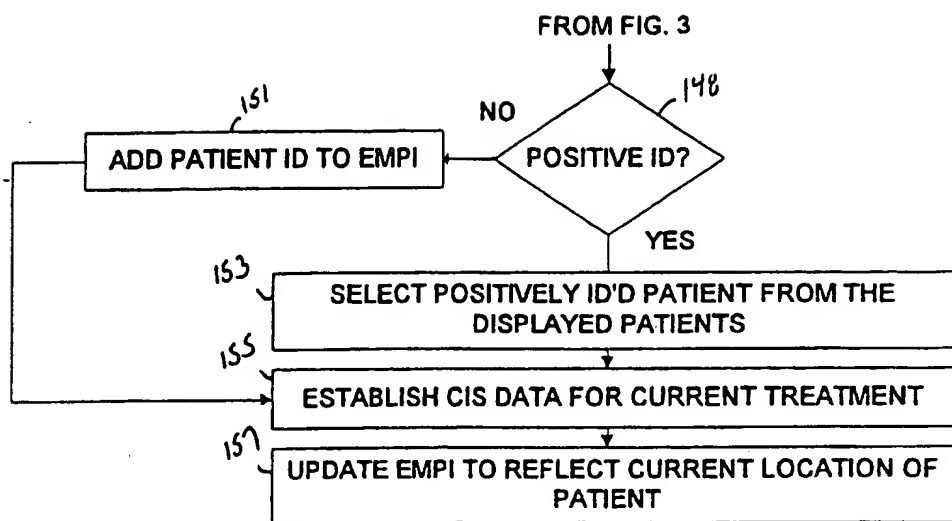 FROM FIG. 3
148
NO
POSITIVE ID?
151
ADD PATIENT ID TO EMPI
YES
153
SELECT POSITIVELY ID'D PATIENT FROM THE
DISPLAYED PATIENTS
155
ESTABLISH CIS DATA FOR CURRENT TREATMENT
157
UPDATE EMPI TO REFLECT CURRENT LOCATION OF
PATIENT